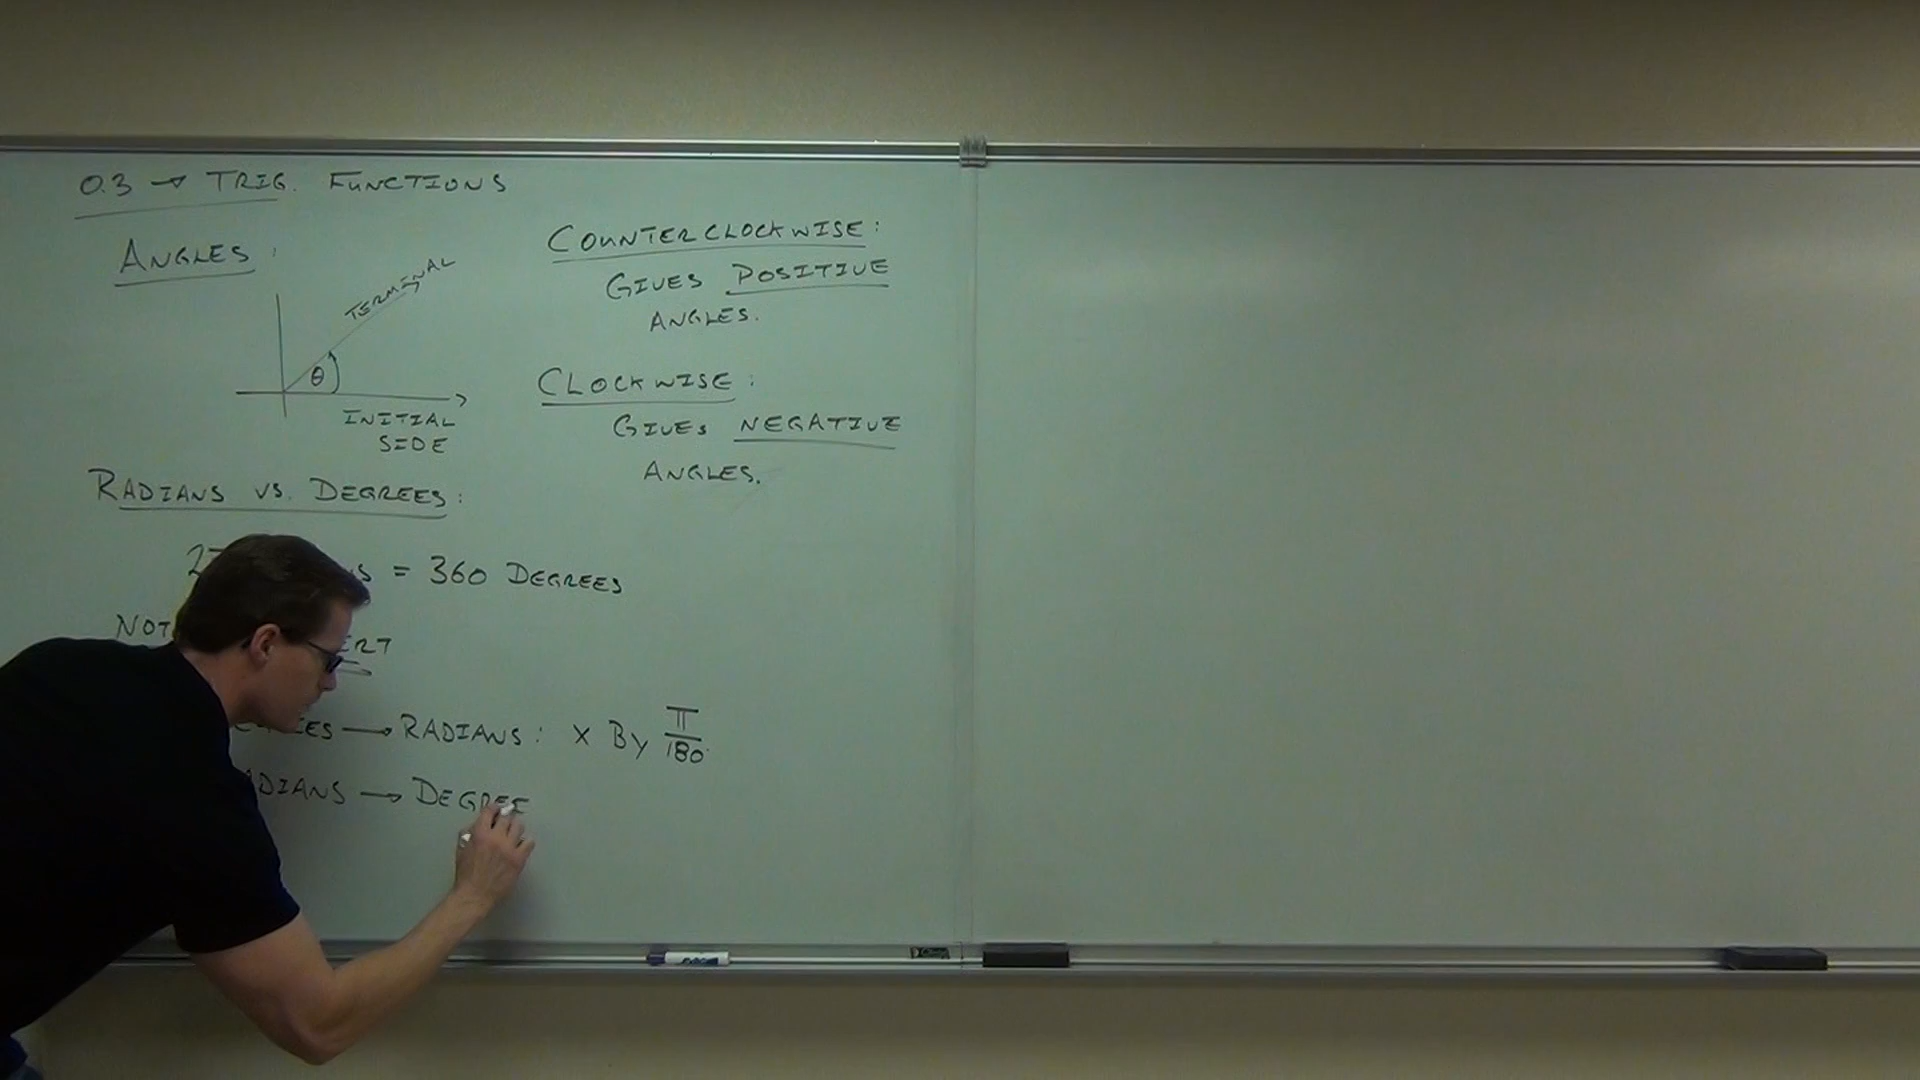 0.3 → TRIG. FUNCTIONS
ANGLES:
TERMINAL
θ
INITIAL
SIDE
COUNTERCLOCKWISE:
GIVES POSITIVE
ANGLES.
CLOCKWISE:
GIVES NEGATIVE
ANGLES.
RADIANS VS. DEGREES:
= 360 DEGREES
→ RADIANS: X BY π/180
→ DEGREE